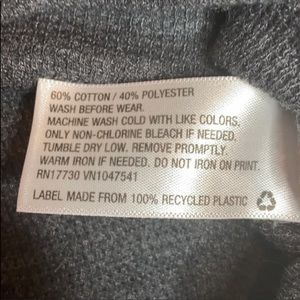 60% COTTON / 40% POLYESTER
WASH BEFORE WEAR.
MACHINE WASH COLD WITH LIKE COLORS.
ONLY NON-CHLORINE BLEACH IF NEEDED.
TUMBLE DRY LOW. REMOVE PROMPTLY.
WARM IRON IF NEEDED. DO NOT IRON ON PRINT.
RN17730 VN1047541
LABEL MADE FROM 100% RECYCLED PLASTIC